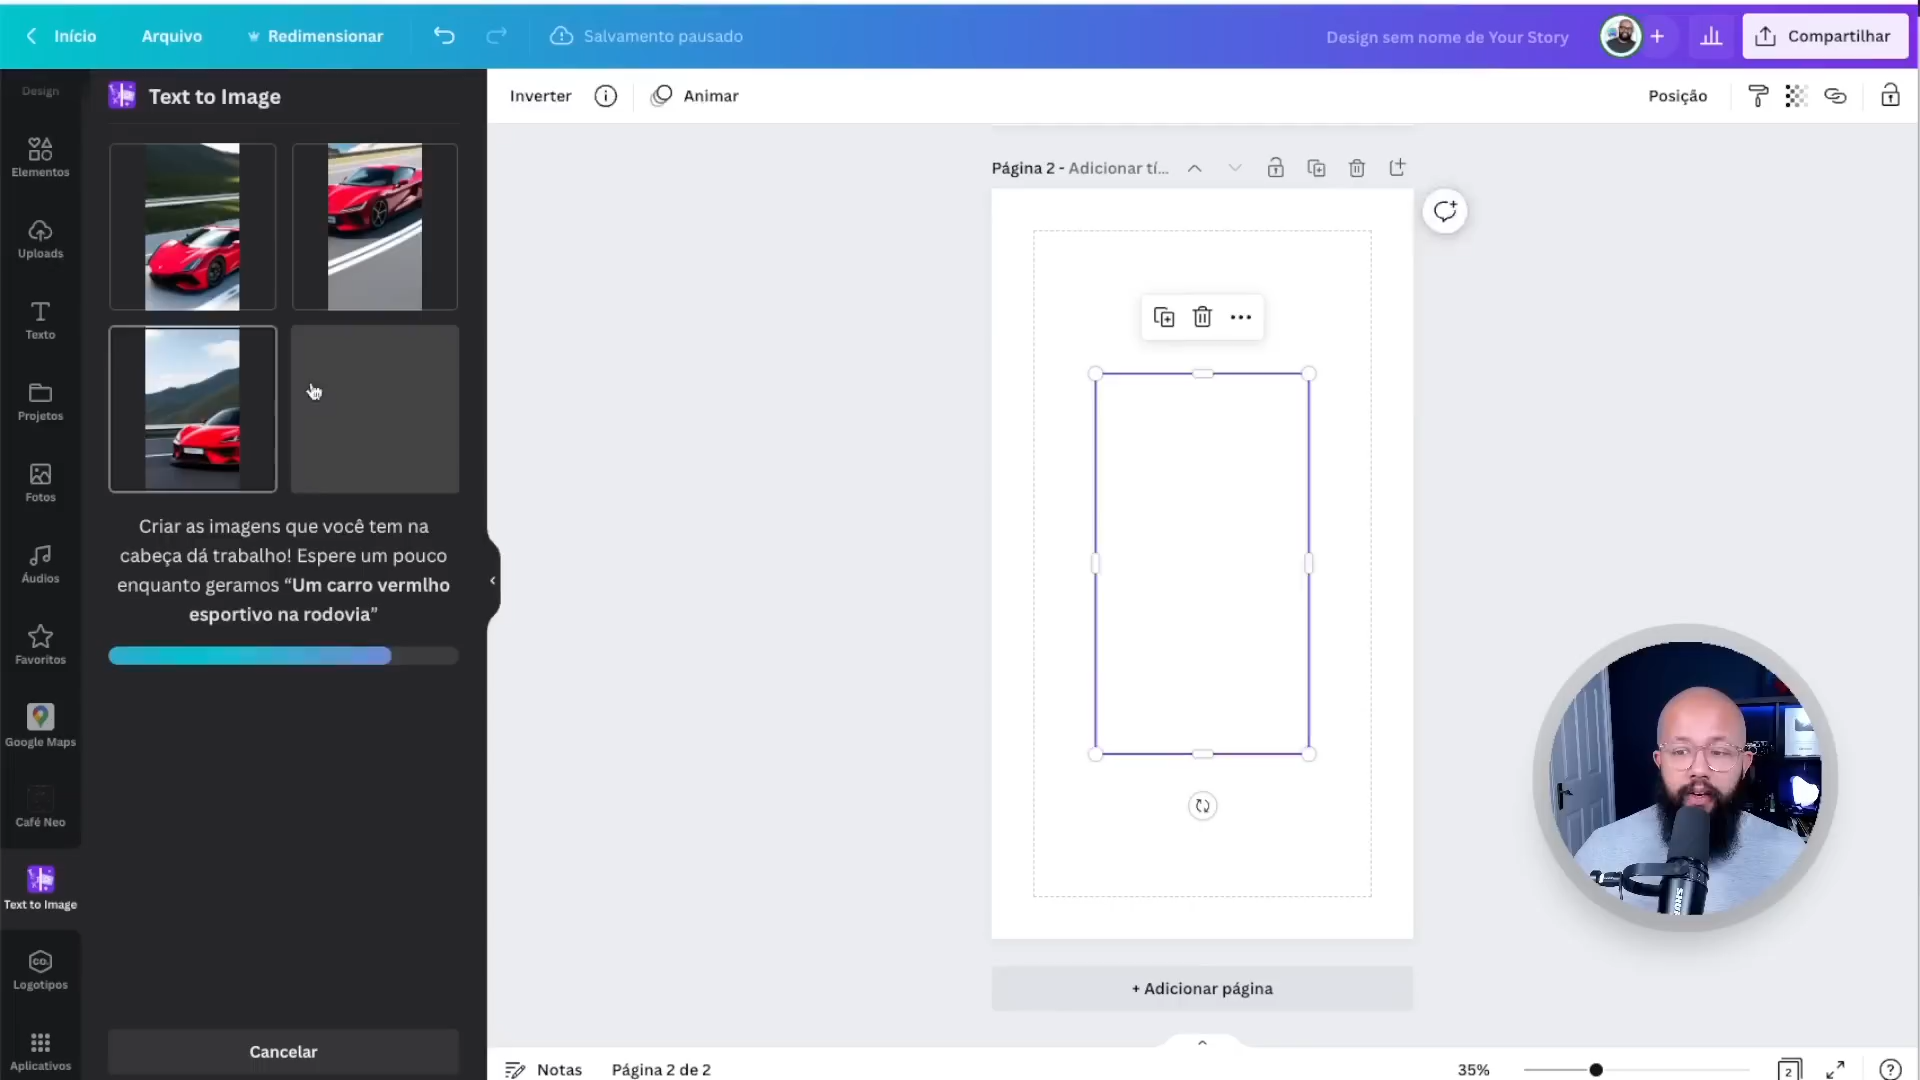 Início
Arquivo
Redimensionar
Salvamento pausado
Design sem nome de Your Story
Compartilhar
Design
Text to Image
Inverter
Animar
Posição
Elementos
Uploads
Texto
Projetos
Fotos
Áudios
Favoritos
Google Maps
Café Neo
Text to Image
Logotipos
Aplicativos
Página 2 - Adicionar tí...
Criar as imagens que você tem na
cabeça dá trabalho! Espere um pouco
enquanto geramos “Um carro vermlho
esportivo na rodovia”
Cancelar
+ Adicionar página
Notas
Página 2 de 2
35%
2
CO.
SHURE